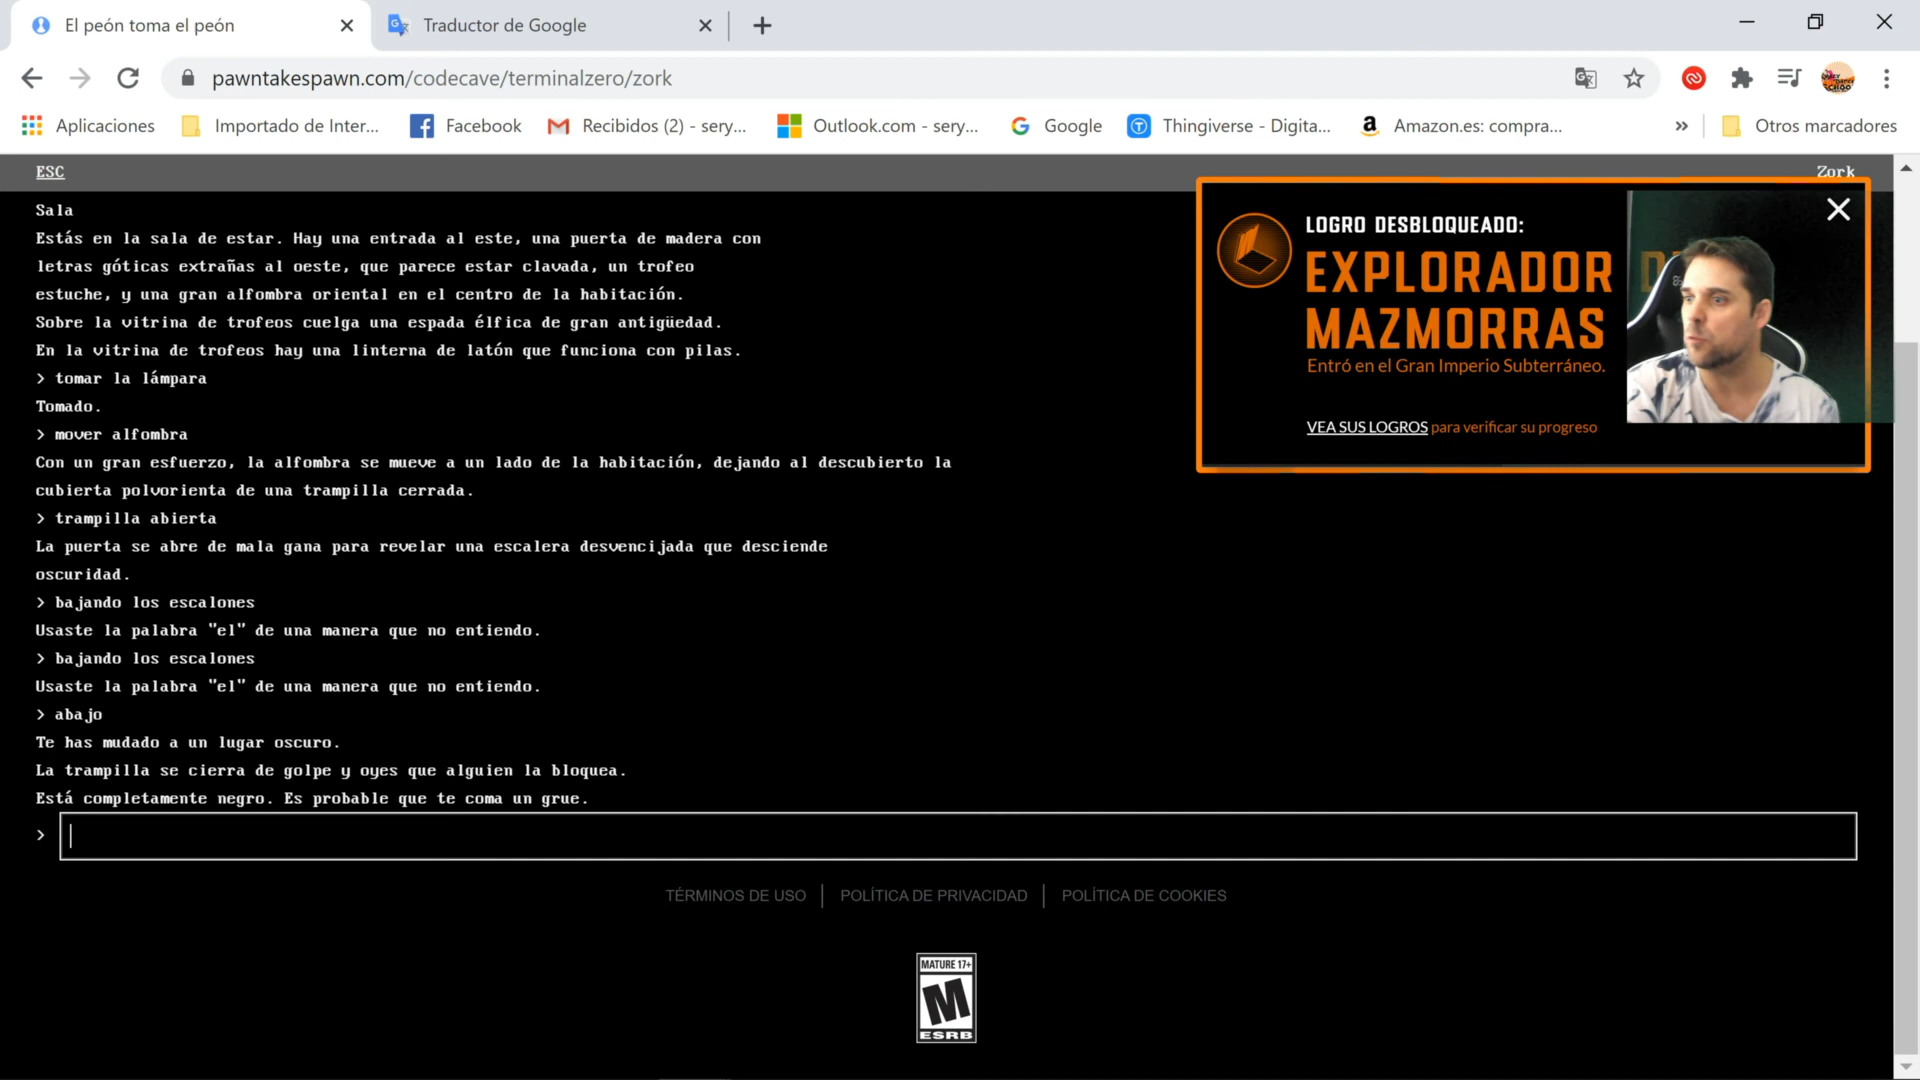 El peón toma el peón
Traductor de Google
pawntakespawn.com/codecave/terminalzero/zork
Aplicaciones
Importado de Inter...
Facebook
Recibidos (2) - sery...
Outlook.com - sery...
Google
Thingiverse - Digita...
Amazon.es: compra...
»
Otros marcadores
ESC
Zork
Sala
Estás en la sala de estar. Hay una entrada al este, una puerta de madera con
letras góticas extrañas al oeste, que parece estar clavada, un trofeo
estuche, y una gran alfombra oriental en el centro de la habitación.
Sobre la vitrina de trofeos cuelga una espada élfica de gran antigüedad.
En la vitrina de trofeos hay una linterna de latón que funciona con pilas.
> tomar la lámpara
Tomado.
> mover alfombra
Con un gran esfuerzo, la alfombra se mueve a un lado de la habitación, dejando al descubierto la
cubierta polvorienta de una trampilla cerrada.
> trampilla abierta
La puerta se abre de mala gana para revelar una escalera desvencijada que desciende
oscuridad.
> bajando los escalones
Usaste la palabra "el" de una manera que no entiendo.
> bajando los escalones
Usaste la palabra "el" de una manera que no entiendo.
> abajo
Te has mudado a un lugar oscuro.
La trampilla se cierra de golpe y oyes que alguien la bloquea.
Está completamente negro. Es probable que te coma un grue.
>
LOGRO DESBLOQUEADO:
EXPLORADOR
MAZMORRAS
Entró en el Gran Imperio Subterráneo.
VEA SUS LOGROS para verificar su progreso
TÉRMINOS DE USO | POLÍTICA DE PRIVACIDAD | POLÍTICA DE COOKIES
MATURE 17+
M
ESRB